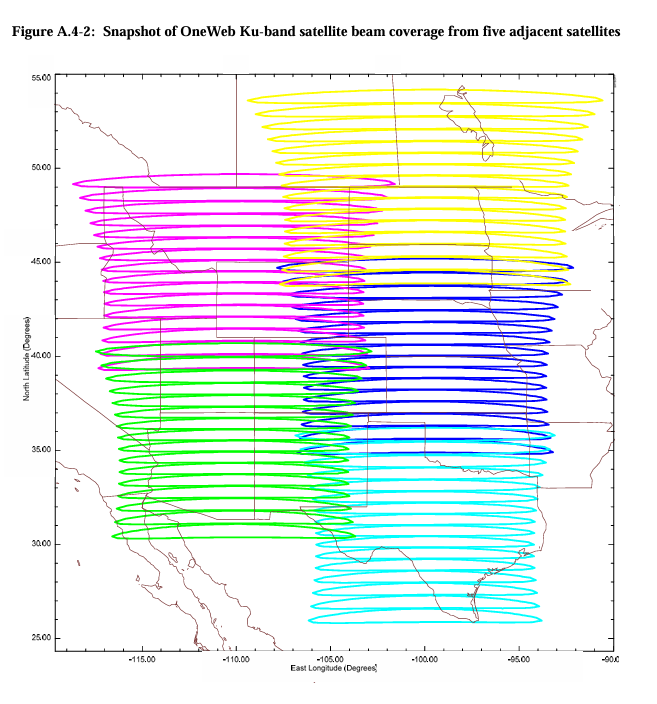 Figure A.4-2: Snapshot of OneWeb Ku-band satellite beam coverage from five adjacent satellites
55.00
50.00
45.00
40.00
35.00
30.00
25.00
North Latitude (Degrees)
-115.00 -110.00 -105.00 -100.00 -95.00 -90.0
East Longitude (Degrees)